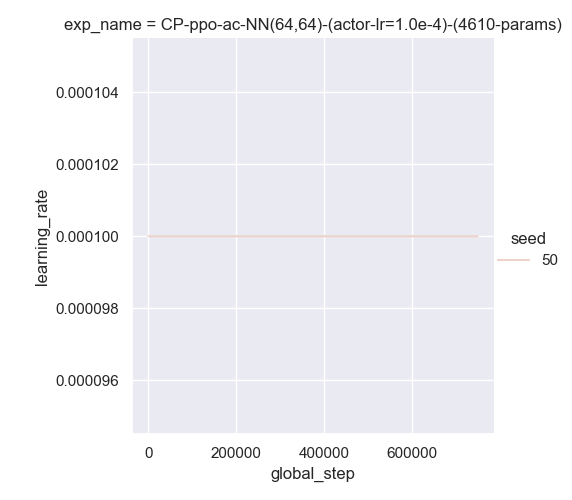 exp_name = CP-ppo-ac-NN(64,64)-(actor-lr=1.0e-4)-(4610-params)
0.000104
0.000102
0.000100
0.000098
0.000096
learning_rate
seed
50
0 200000 400000 600000
global_step